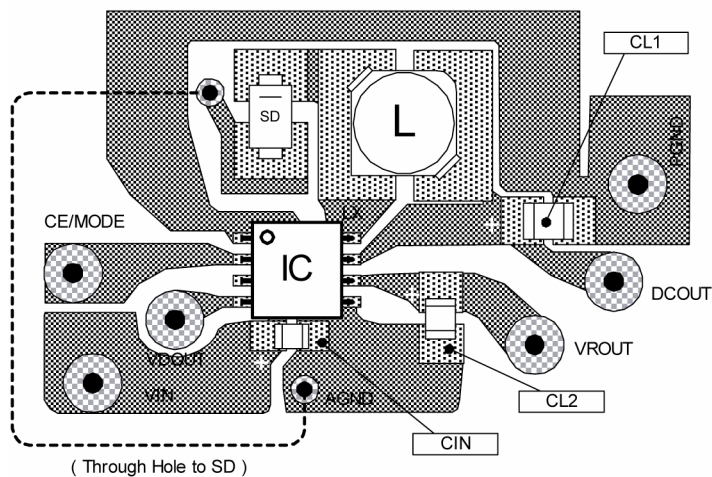 CL1
SD
L
PGND
LX
CE/MODE
IC
DCOUT
VDOUT
VROUT
VIN
AGND
CL2
CIN
( Through Hole to SD )